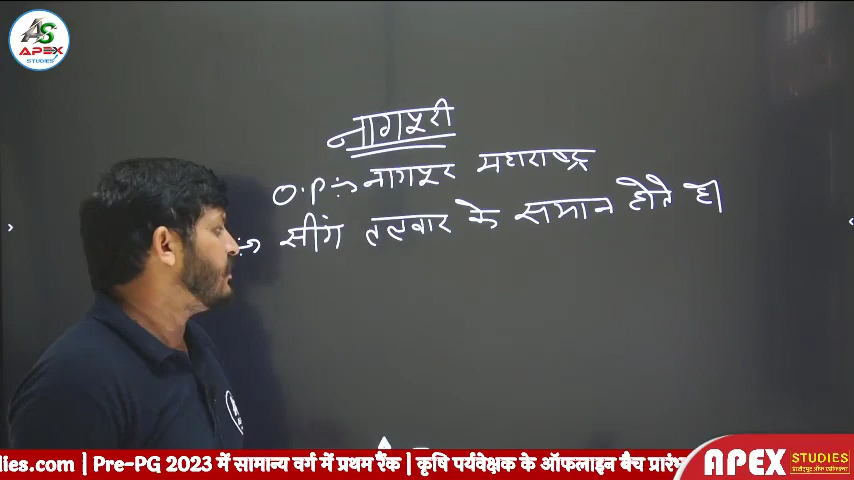 AS
APEX
STUDIES
नागपुरी
O.P÷→ नागपुर महाराष्ट्र
÷→ सींग तलवार के समान होते है।
dies.com | Pre-PG 2023 में सामान्य वर्ग में प्रथम रैंक | कृषि पर्यवेक्षक के ऑफलाइन बैच प्रारंभ
APEX STUDIES